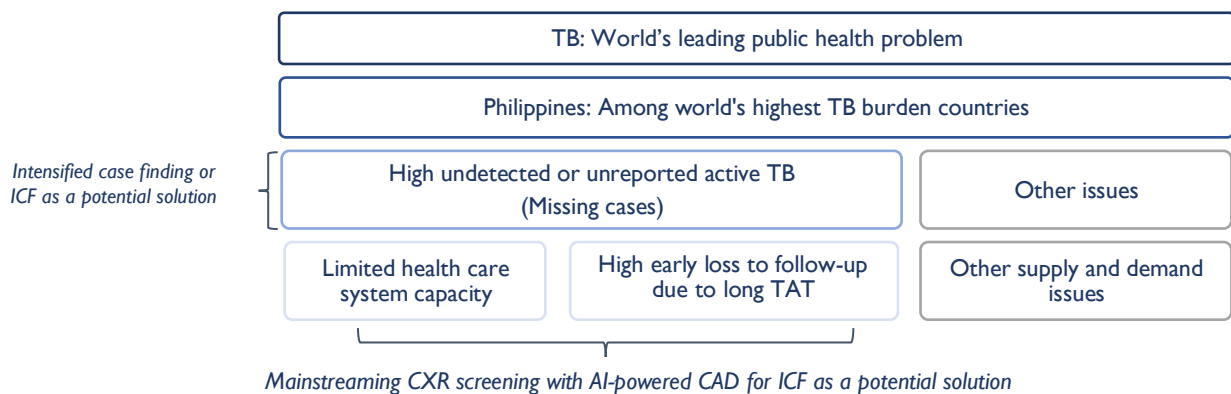 TB: World's leading public health problem
Philippines: Among world's highest TB burden countries
Intensified case finding or
ICF as a potential solution
High undetected or unreported active TB
(Missing cases)
Other issues
Limited health care
system capacity
High early loss to follow-up
due to long TAT
Other supply and demand
issues
Mainstreaming CXR screening with AI-powered CAD for ICF as a potential solution